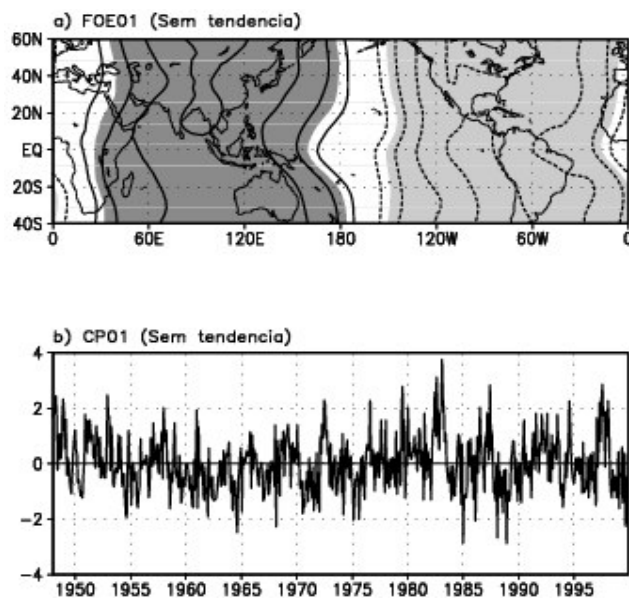 a) FOE01 (Sem tendencia)
60N
40N
20N
EQ
20S
40S
0 60E 120E 180 120W 60W 0
b) CP01 (Sem tendencia)
4
2
0
-2
-4
1950 1955 1960 1965 1970 1975 1980 1985 1990 1995